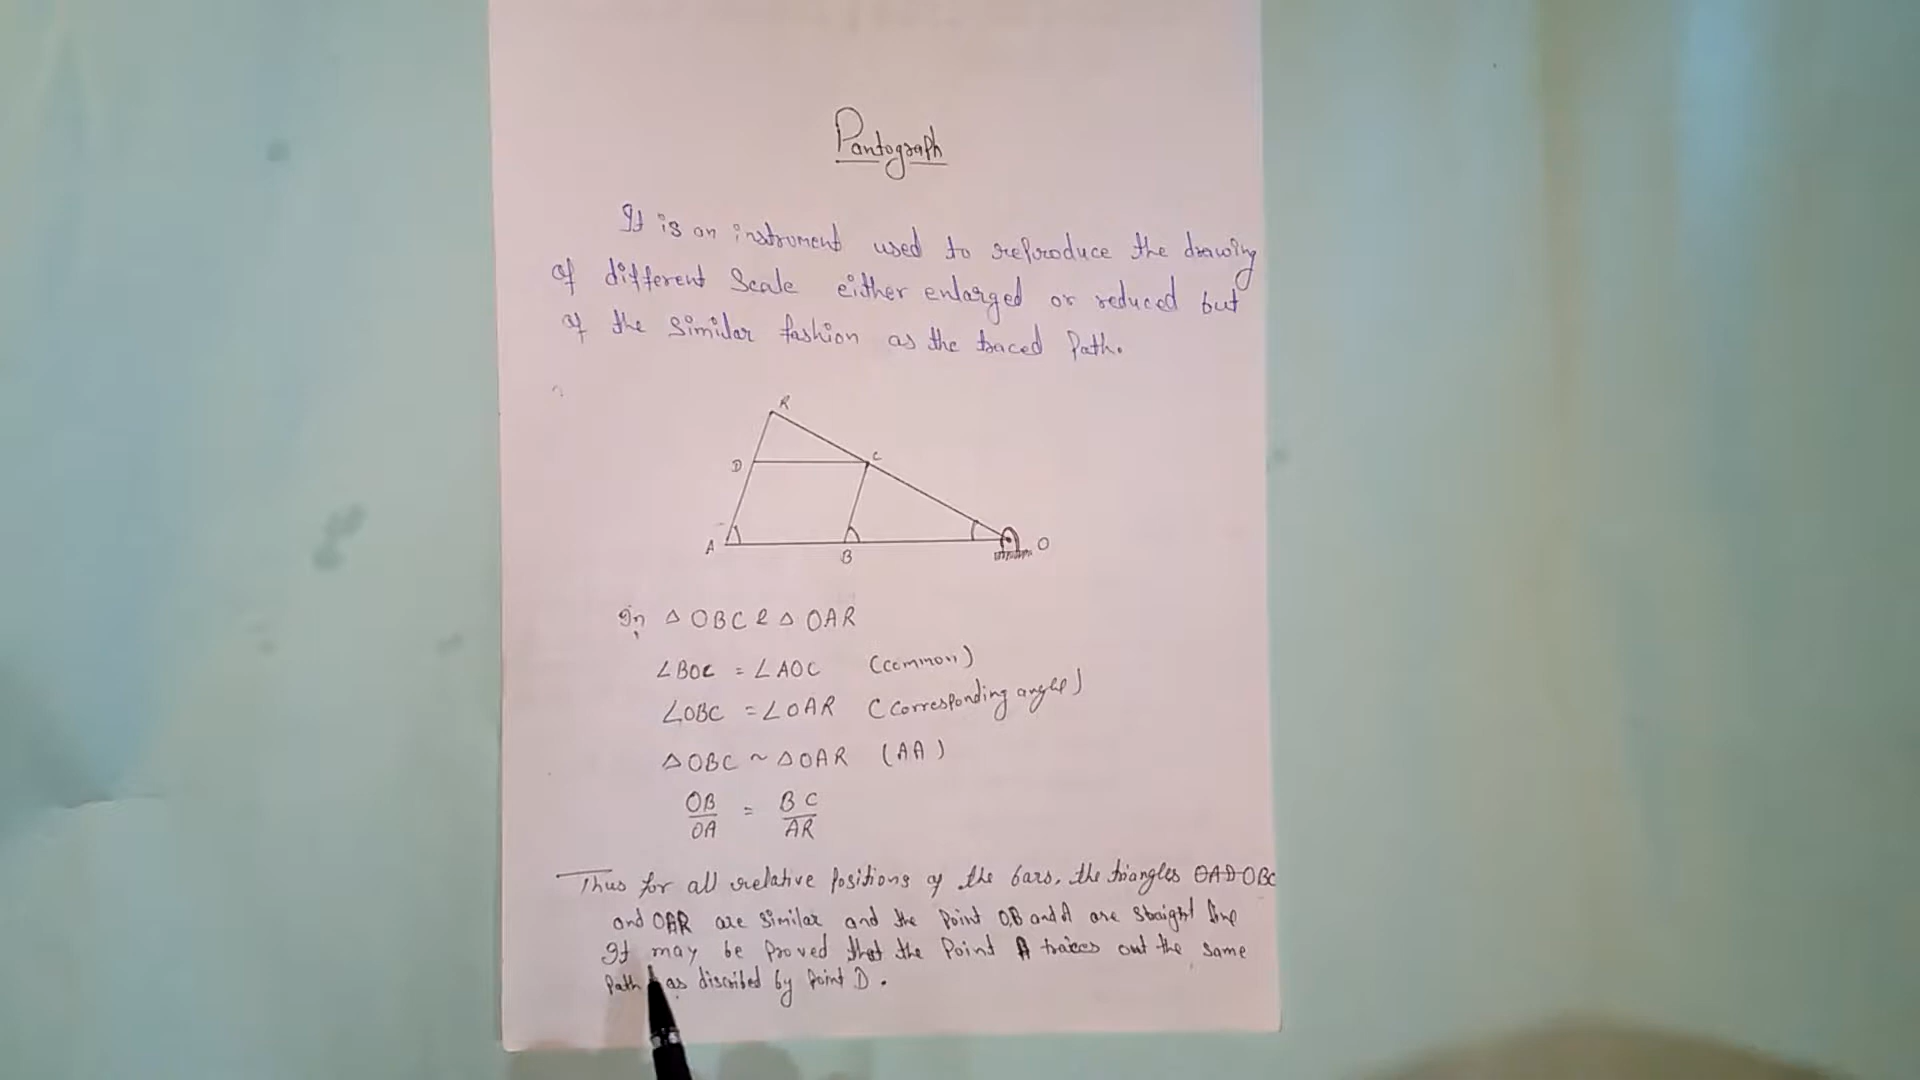 Pantograph
It is an instrument used to reproduce the drawing
of different Scale either enlarged or reduced but
of the similar fashion as the traced Path.
R
D C
A B O
In △ OBC & △ OAR
∠BOC = ∠AOC (common)
∠OBC = ∠OAR (Corresponding angle)
△OBC ~ △OAR (AA)
OB/OA = BC/AR
Thus for all relative positions of the bars, the triangles OBC
and OAR are similar and the Point O,B and A are straight line
It may be Proved that the Point A traces out the same
Path as discribed by Point D.